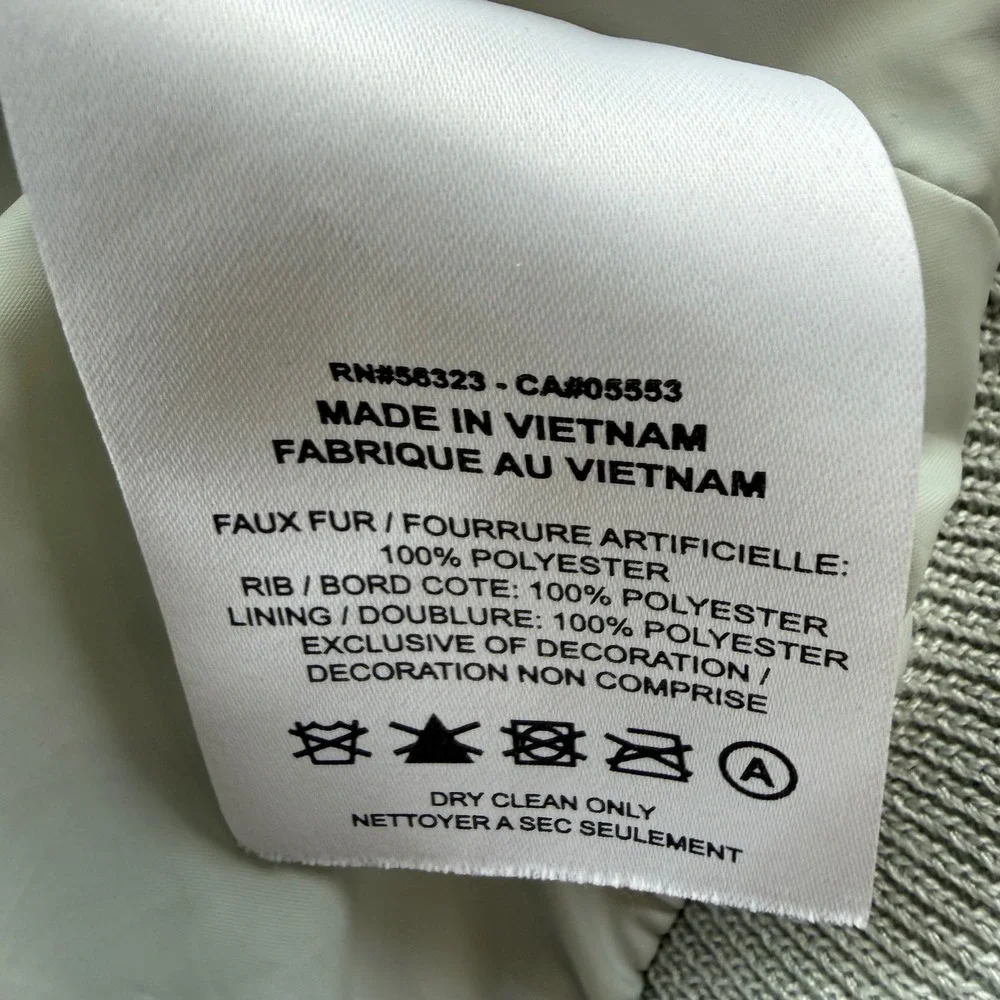 RN#56323 - CA#05553
MADE IN VIETNAM
FABRIQUE AU VIETNAM
FAUX FUR / FOURRURE ARTIFICIELLE:
100% POLYESTER
RIB / BORD COTE: 100% POLYESTER
LINING / DOUBLURE: 100% POLYESTER
EXCLUSIVE OF DECORATION /
DECORATION NON COMPRISE
A
DRY CLEAN ONLY
NETTOYER A SEC SEULEMENT